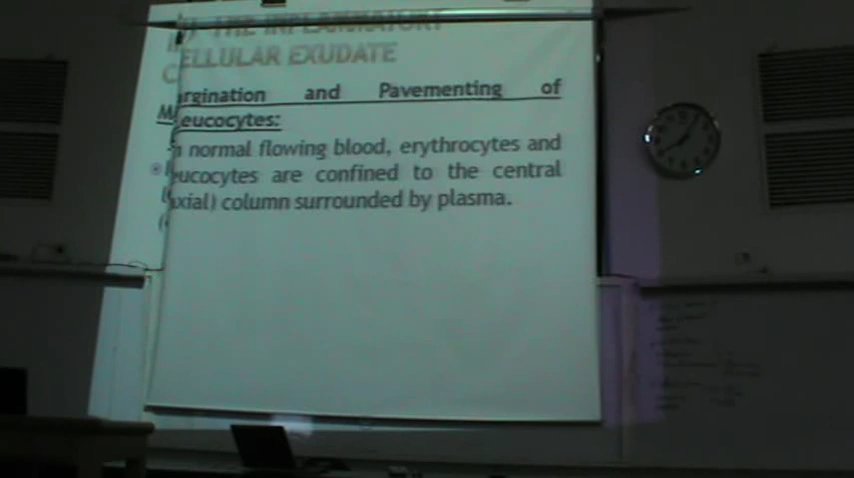 THE INFLAMMATORY
CELLULAR EXUDATE
Margination and Pavementing of
Leucocytes:
In normal flowing blood, erythrocytes and
leucocytes are confined to the central
(axial) column surrounded by plasma.